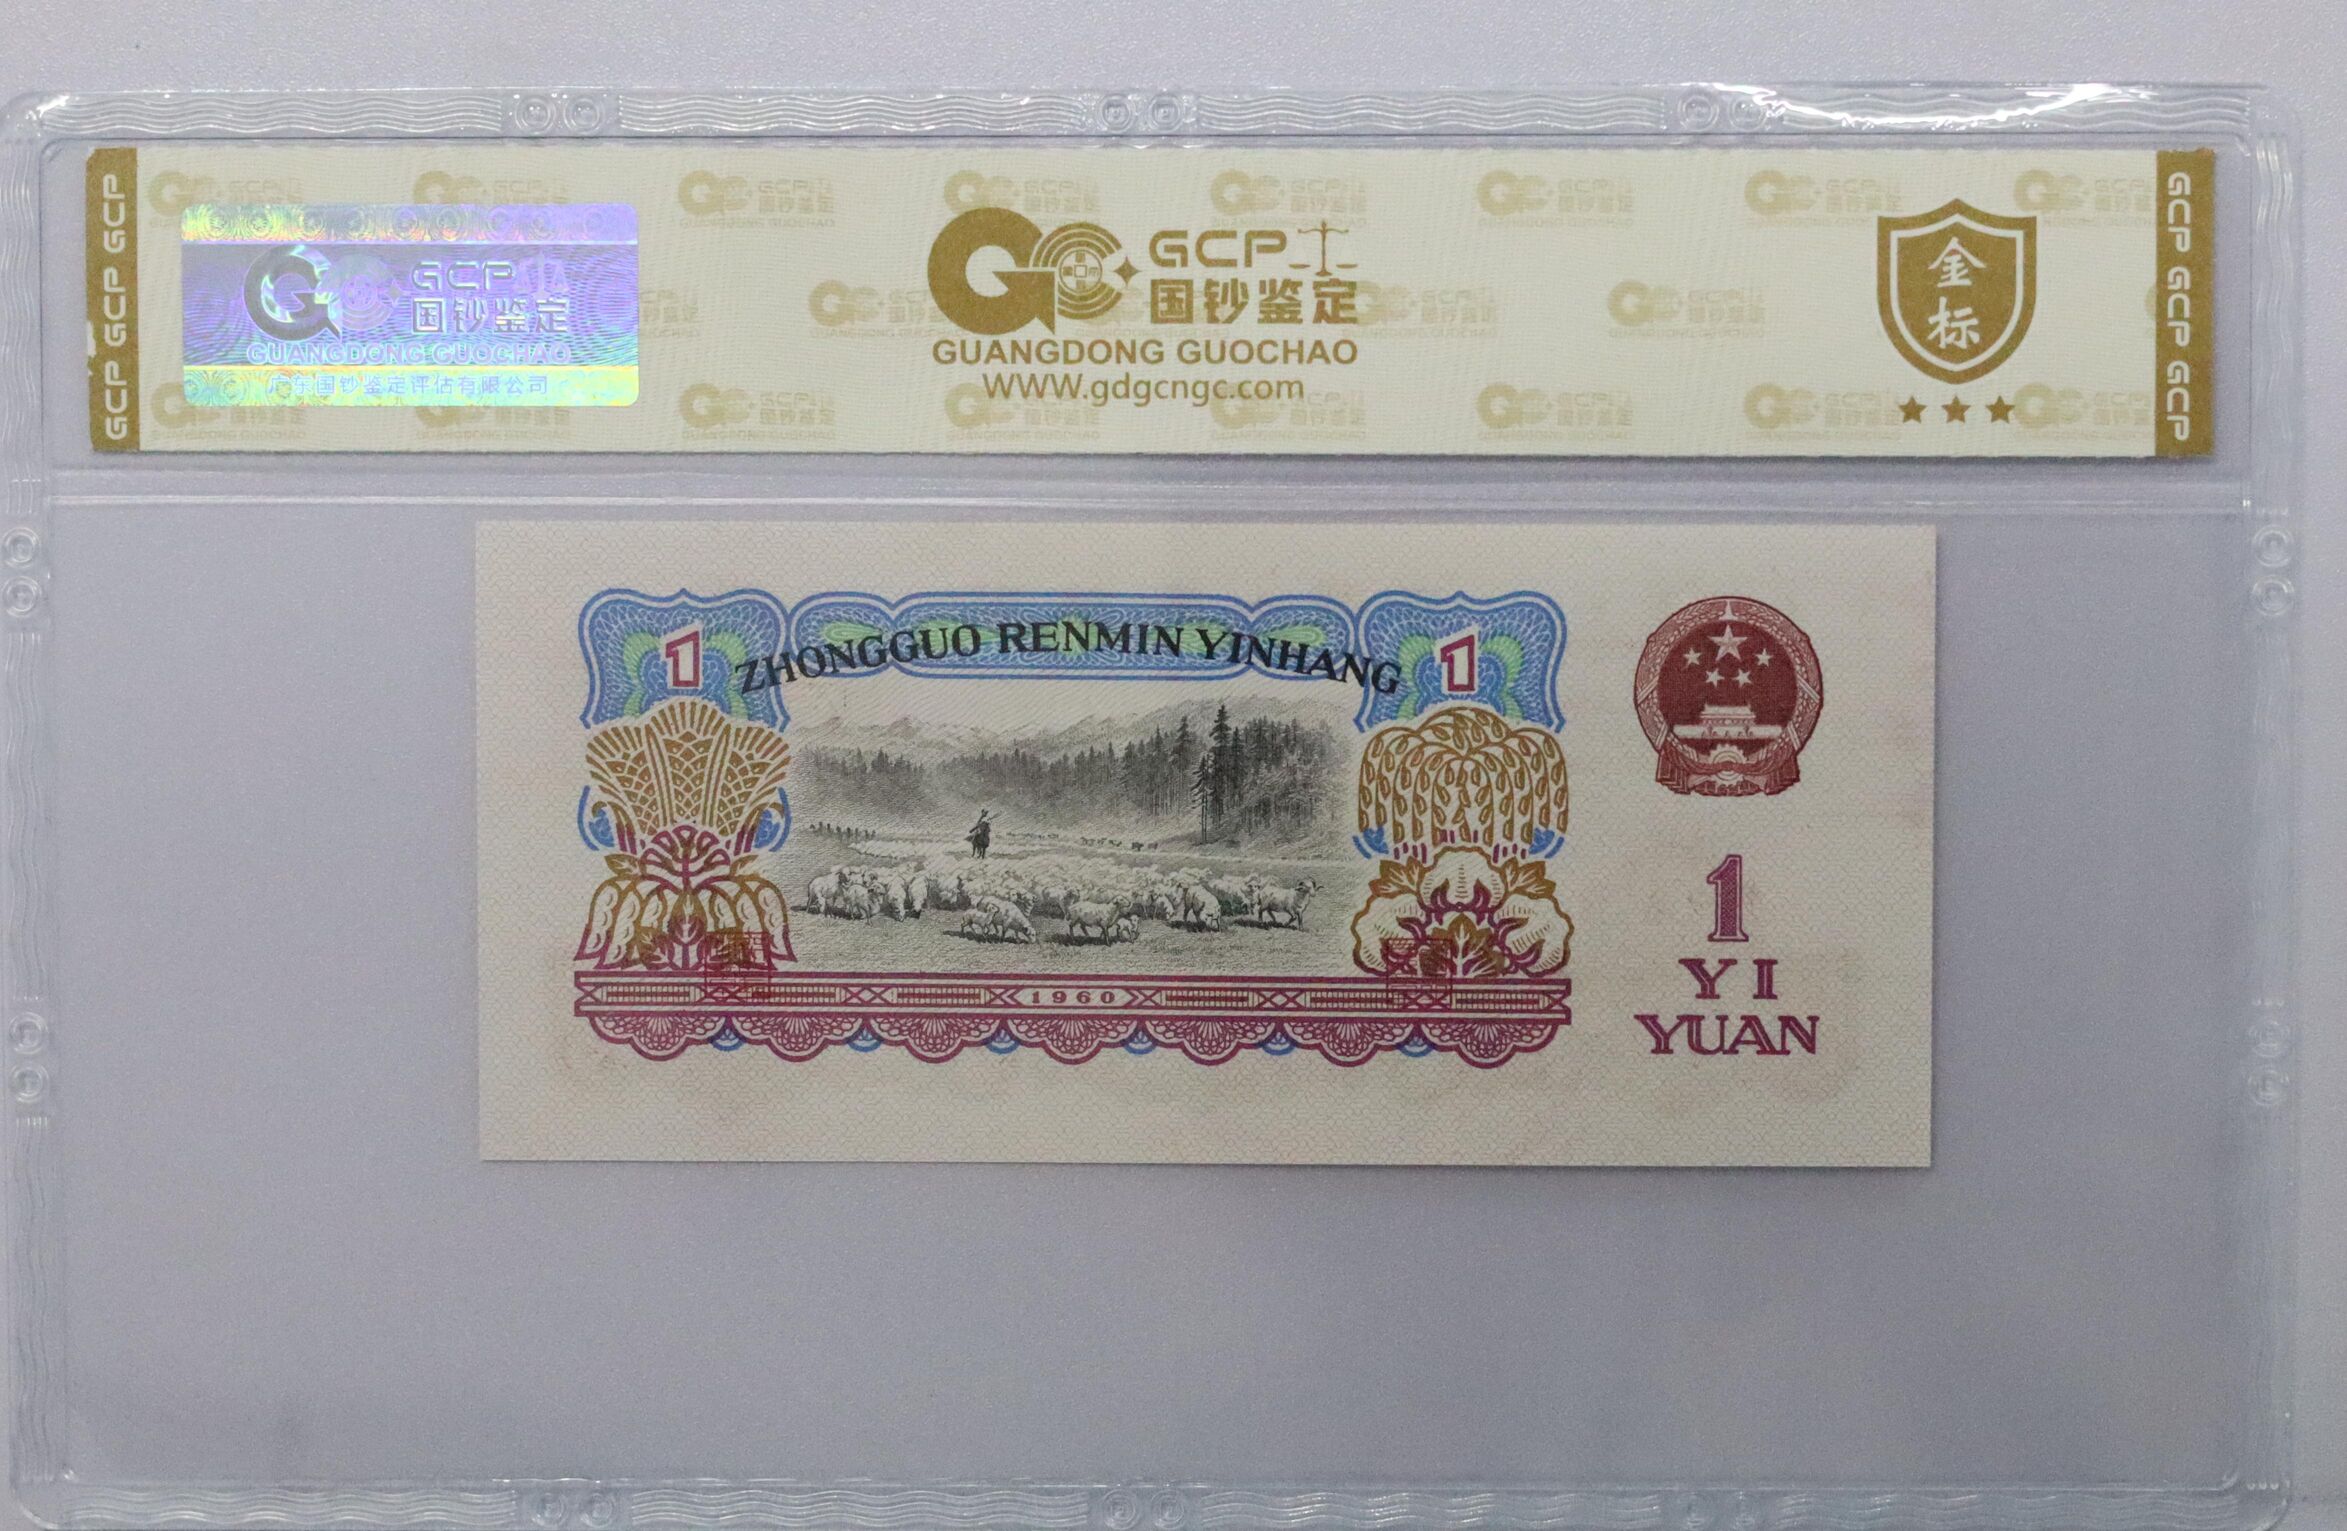 GCP GCP GCP GCP
GCP
国钞鉴定
GUANGDONG GUOCHAO
广东国钞鉴定评估有限公司
GCP
国钞鉴定
GUANGDONG GUOCHAO
WWW.gdgcngc.com
金
标
GCP GCP GCP GCP
1
ZHONGGUO RENMIN YINHANG
1
1960
1
YI
YUAN